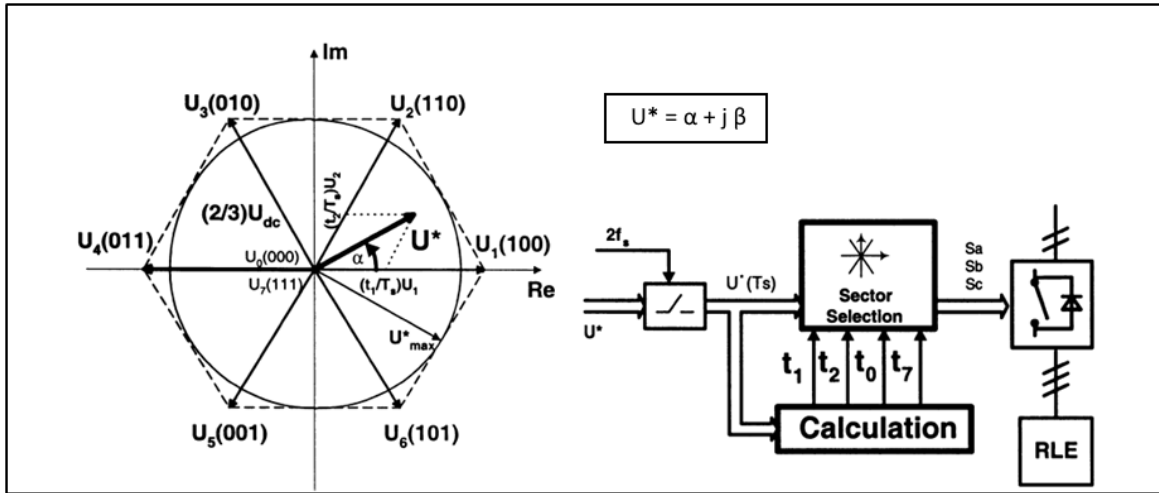 Im
U₃(010)
U₂(110)
U* = α + j β
(t₂/Tₛ)U₂
(2/3)U_dc
U*
U₄(011)
U₀(000)
α
U₁(100)
U₇(111)
(t₁/Tₛ)U₁
Re
U*max
U₅(001)
U₆(101)
2fₛ
U*
U*(Ts)
Sector
Selection
Sa
Sb
Sc
t₁ t₂ t₀ t₇
Calculation
RLE